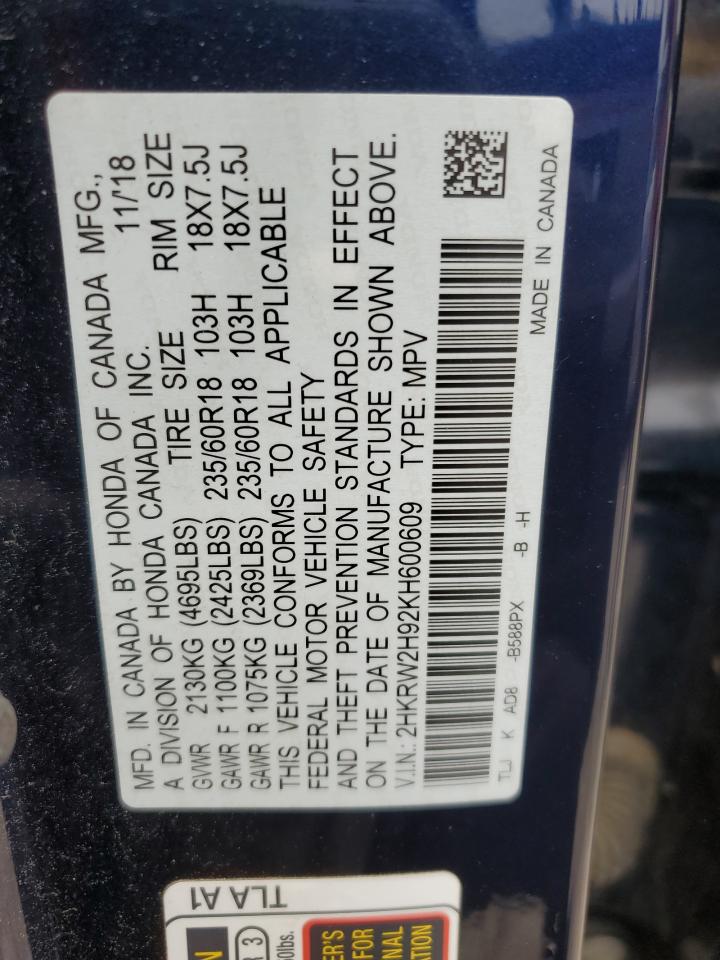 MFD. IN CANADA BY HONDA OF CANADA MFG.,
A DIVISION OF HONDA CANADA INC. 11/18
GVWR 2130KG (4695LBS) TIRE SIZE RIM SIZE
GAWR F 1100KG (2425LBS) 235/60R18 103H 18X7.5J
GAWR R 1075KG (2369LBS) 235/60R18 103H 18X7.5J
THIS VEHICLE CONFORMS TO ALL APPLICABLE
FEDERAL MOTOR VEHICLE SAFETY
AND THEFT PREVENTION STANDARDS IN EFFECT
ON THE DATE OF MANUFACTURE SHOWN ABOVE.
V.I.N.: 2HKRW2H92KH600609 TYPE: MPV
TLJ K AD8 -B588PX -B -H MADE IN CANADA
TLA A1